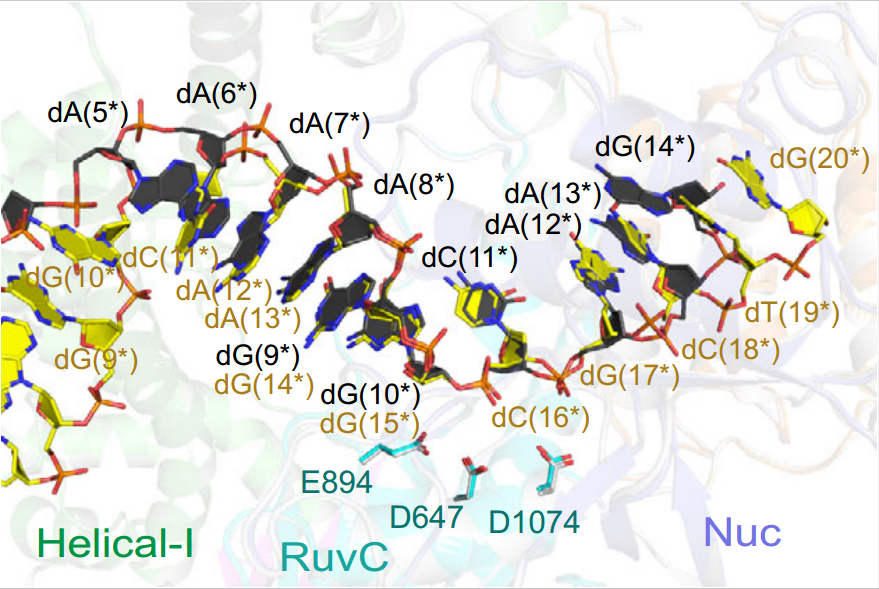 dA(5*)
dA(6*)
dA(7*)
dA(8*)
dG(14*)
dG(20*)
dA(13*)
dA(12*)
dC(11*)
dG(10*)
dC(11*)
dA(12*)
dA(13*)
dT(19*)
dC(18*)
dG(9*)
dG(9*)
dG(14*)
dG(17*)
dG(10*)
dG(15*)
dC(16*)
E894
D647
D1074
Helical-I
RuvC
Nuc